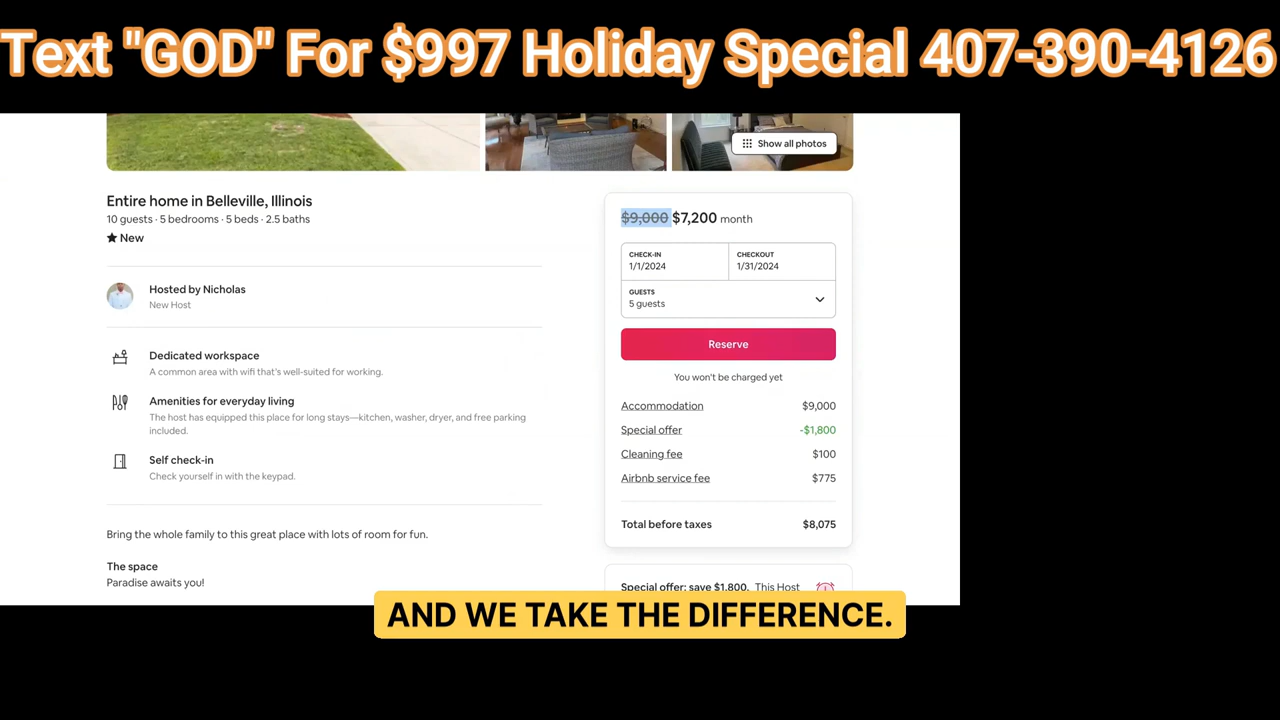 Text "GOD" For $997 Holiday Special 407-390-4126
Show all photos
Entire home in Belleville, Illinois
10 guests · 5 bedrooms · 5 beds · 2.5 baths
★ New
Hosted by Nicholas
New Host
Dedicated workspace
A common area with wifi that's well-suited for working.
Amenities for everyday living
The host has equipped this place for long stays—kitchen, washer, dryer, and free parking
included.
Self check-in
Check yourself in with the keypad.
Bring the whole family to this great place with lots of room for fun.
The space
Paradise awaits you!
$9,000 $7,200 month
CHECK-IN CHECKOUT
1/1/2024 1/31/2024
GUESTS
5 guests
Reserve
You won't be charged yet
Accommodation $9,000
Special offer -$1,800
Cleaning fee $100
Airbnb service fee $775
Total before taxes $8,075
Special offer: save $1,800. This Host
AND WE TAKE THE DIFFERENCE.